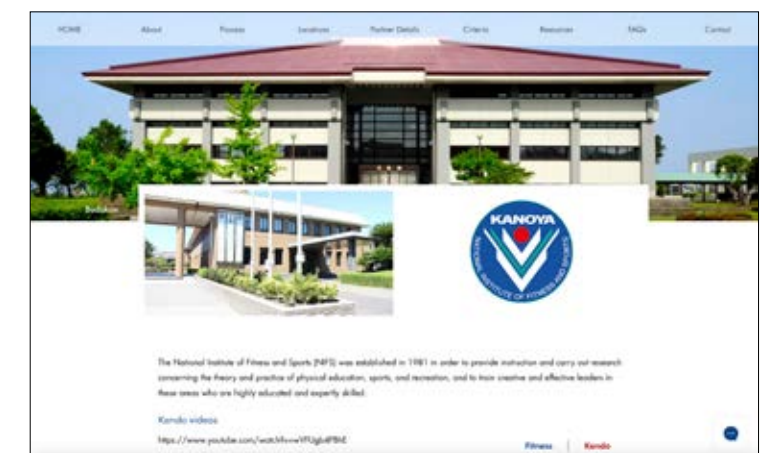 HOME About Process Locations Partner Details Criteria Resources FAQs Contact
Budokan
KANOYA
NATIONAL INSTITUTE OF FITNESS AND SPORTS
The National Institute of Fitness and Sports (NIFS) was established in 1981 in order to provide instruction and carry out research
concerning the theory and practice of physical education, sports, and recreation, and to train creative and effective leaders in
these areas who are highly educated and expertly skilled.
Kendo videos
Fitness | Kendo